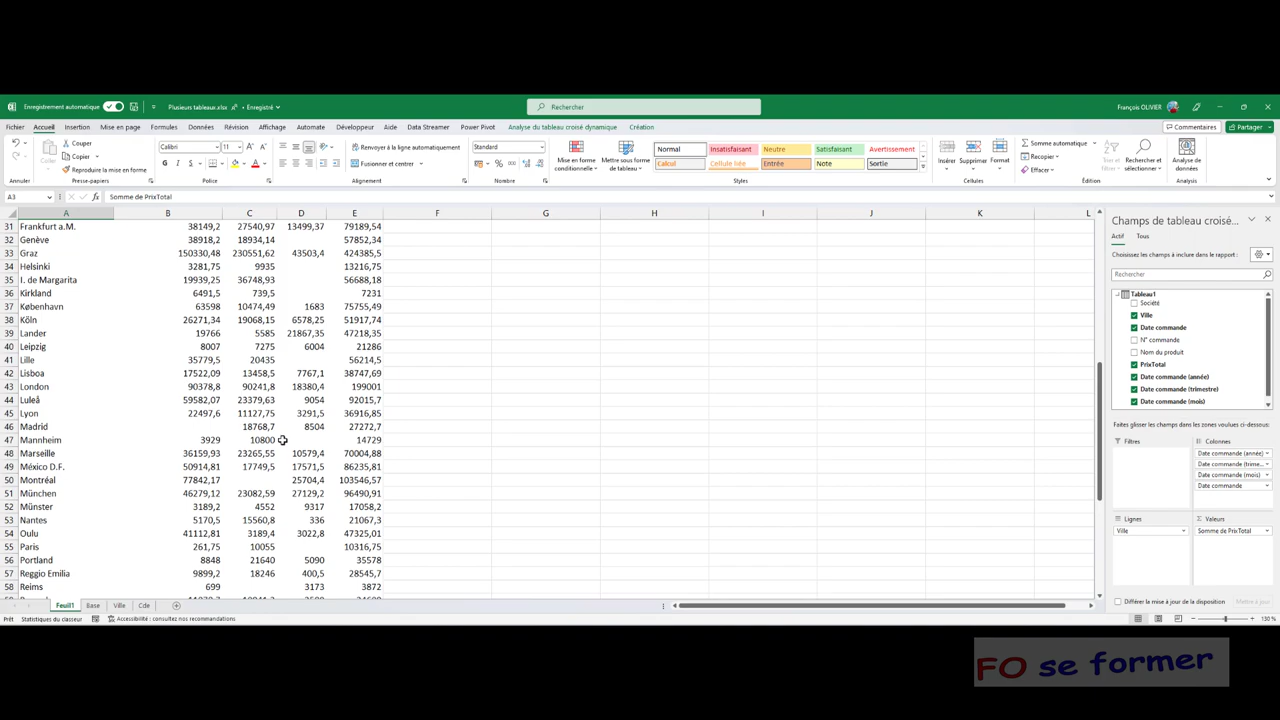 Enregistrement automatique
Plusieurs tableaux.xlsx
• Enregistré
Rechercher
François OLIVIER
Fichier Accueil Insertion Mise en page Formules Données Révision Affichage Automate Développeur Aide Data Streamer Power Pivot Analyse du tableau croisé dynamique Création
Commentaires
Partager
Coller
Couper
Copier
Reproduire la mise en forme
Calibri 11
G I S
Renvoyer à la ligne automatiquement
Fusionner et centrer
Standard
Mise en forme conditionnelle
Mettre sous forme de tableau
Normal Insatisfaisant Neutre Satisfaisant Avertissement
Calcul Cellule liée Entrée Note Sortie
Insérer Supprimer Format
Somme automatique
Recopier
Effacer
Trier et filtrer
Rechercher et sélectionner
Analyse de données
Annuler Presse-papiers Police Alignement Nombre Styles Cellules Édition Analyse
A3 fx Somme de PrixTotal
A B C D E F G H I J K L
31 Frankfurt a.M. 38149,2 27540,97 13499,37 79189,54
32 Genève 38918,2 18934,14 57852,34
33 Graz 150330,48 230551,62 43503,4 424385,5
34 Helsinki 3281,75 9935 13216,75
35 I. de Margarita 19939,25 36748,93 56688,18
36 Kirkland 6491,5 739,5 7231
37 København 63598 10474,49 1683 75755,49
38 Köln 26271,34 19068,15 6578,25 51917,74
39 Lander 19766 5585 21867,35 47218,35
40 Leipzig 8007 7275 6004 21286
41 Lille 35779,5 20435 56214,5
42 Lisboa 17522,09 13458,5 7767,1 38747,69
43 London 90378,8 90241,8 18380,4 199001
44 Luleå 59582,07 23379,63 9054 92015,7
45 Lyon 22497,6 11127,75 3291,5 36916,85
46 Madrid 18768,7 8504 27272,7
47 Mannheim 3929 10800 14729
48 Marseille 36159,93 23265,55 10579,4 70004,88
49 México D.F. 50914,81 17749,5 17571,5 86235,81
50 Montréal 77842,17 25704,4 103546,57
51 München 46279,12 23082,59 27129,2 96490,91
52 Münster 3189,2 4552 9317 17058,2
53 Nantes 5170,5 15560,8 336 21067,3
54 Oulu 41112,81 3189,4 3022,8 47325,01
55 Paris 261,75 10055 10316,75
56 Portland 8848 21640 5090 35578
57 Reggio Emilia 9899,2 18246 400,5 28545,7
58 Reims 699 3173 3872
Champs de tableau croisé...
Actif Tous
Choisissez les champs à inclure dans le rapport :
Rechercher
Tableau1
Société
Ville
Date commande
N° commande
Nom du produit
PrixTotal
Date commande (année)
Date commande (trimestre)
Date commande (mois)
Faites glisser les champs dans les zones voulues ci-dessous:
Filtres
Colonnes
Date commande (année)
Date commande (trime...
Date commande (mois)
Date commande
Lignes
Ville
Valeurs
Somme de PrixTotal
Différer la mise à jour de la disposition
Mettre à jour
Feuil1 Base Ville Cde
Prêt Statistiques du classeur Accessibilité : consultez nos recommandations
130 %
FO se former